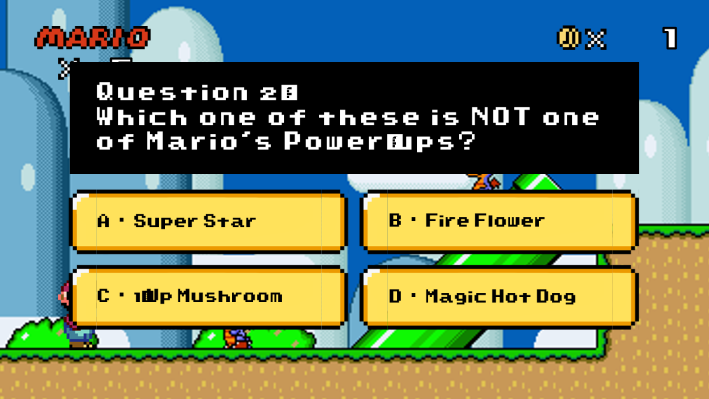 MARIO
x 1
Question 2
Which one of these is NOT one
of Mario's Power ups?
A · Super Star
B · Fire Flower
C · 1 Up Mushroom
D · Magic Hot Dog